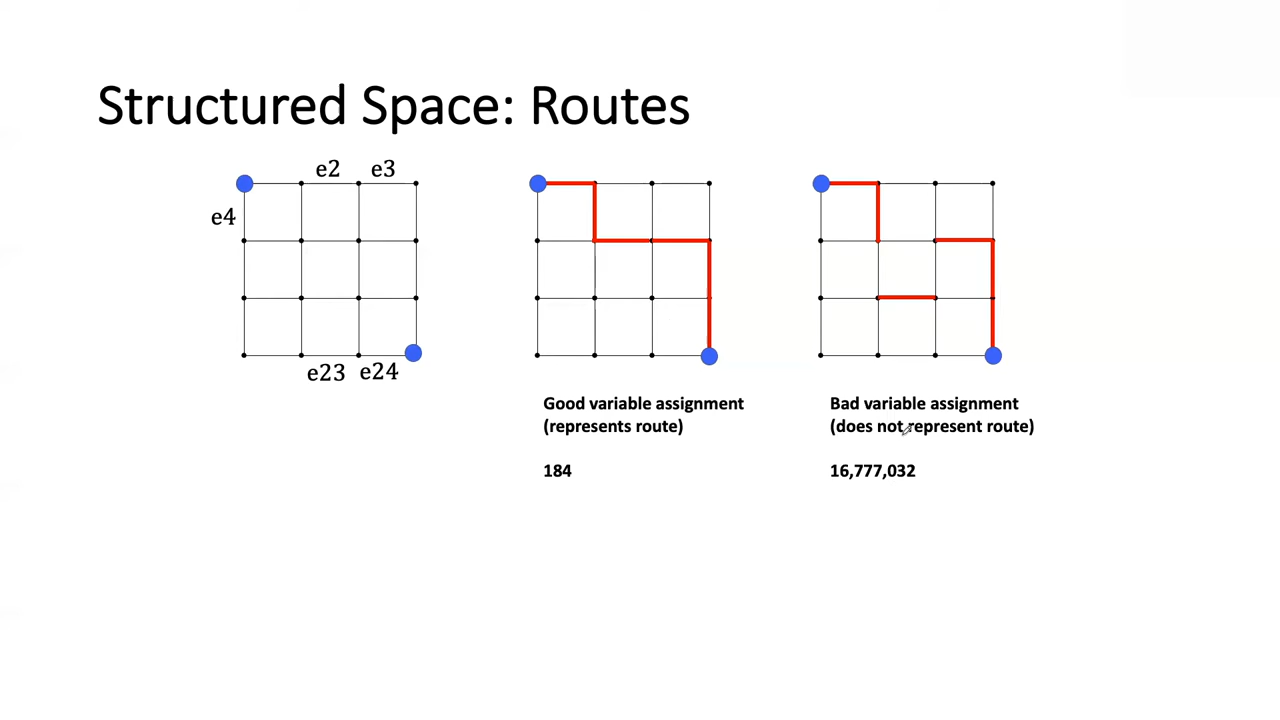 Structured Space: Routes
e2 e3
e4
e23 e24
Good variable assignment
(represents route)
184
Bad variable assignment
(does not represent route)
16,777,032